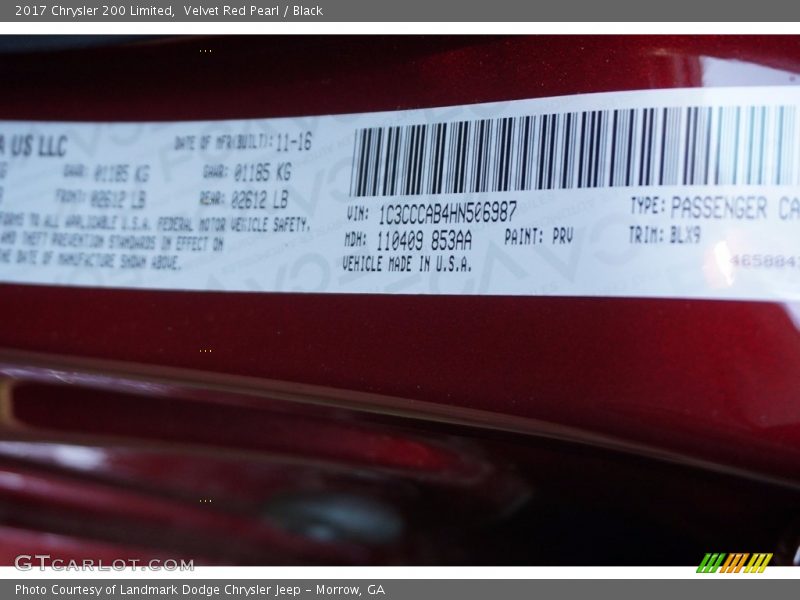 2017 Chrysler 200 Limited,  Velvet Red Pearl / Black
A US LLC
DATE OF MFR(BUILT): 11-16
GAWR: 01185 KG
GAWR: 01185 KG
FRONT: 02612 LB
REAR: 02612 LB
FORMS TO ALL APPLICABLE U.S.A. FEDERAL MOTOR VEHICLE SAFETY,
AND THEFT PREVENTION STANDARDS IN EFFECT ON
THE DATE OF MANUFACTURE SHOWN ABOVE.
VIN: 1C3CCCAB4HN506987
TYPE: PASSENGER CA
MDH: 110409 853AA
PAINT: PRV
TRIM: BLX9
VEHICLE MADE IN U.S.A.
465884
GTcarlot.com
Photo Courtesy of Landmark Dodge Chrysler Jeep – Morrow, GA